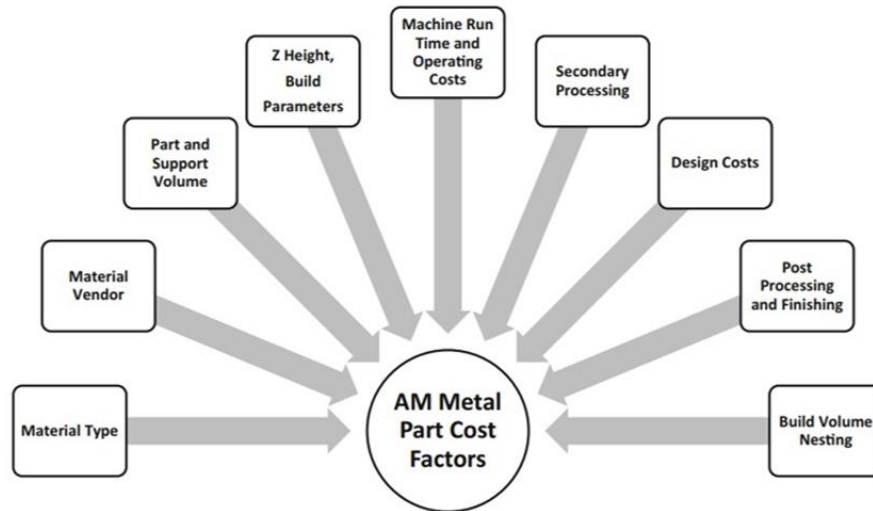 Machine Run
Time and
Operating
Costs
Z Height,
Build
Parameters
Secondary
Processing
Part and
Support
Volume
Design Costs
Material
Vendor
Post
Processing
and Finishing
Material Type
AM Metal
Part Cost
Factors
Build Volume
Nesting